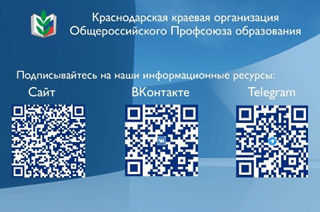 Краснодарская краевая организация
Общероссийского Профсоюза образования
Подписывайтесь на наши информационные ресурсы:
Сайт ВКонтакте Telegram